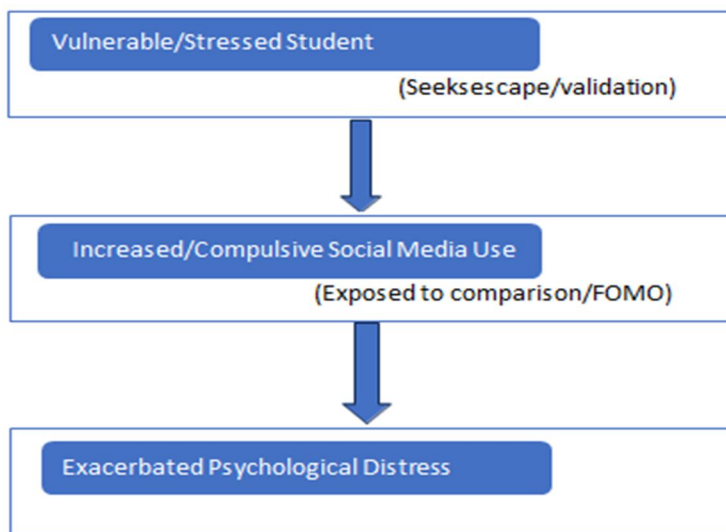 Vulnerable/Stressed Student
(Seeksescape/validation)
Increased/Compulsive Social Media Use
(Exposed to comparison/FOMO)
Exacerbated Psychological Distress